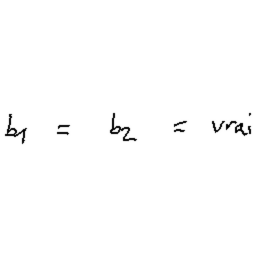 b1 = b2 = vrai